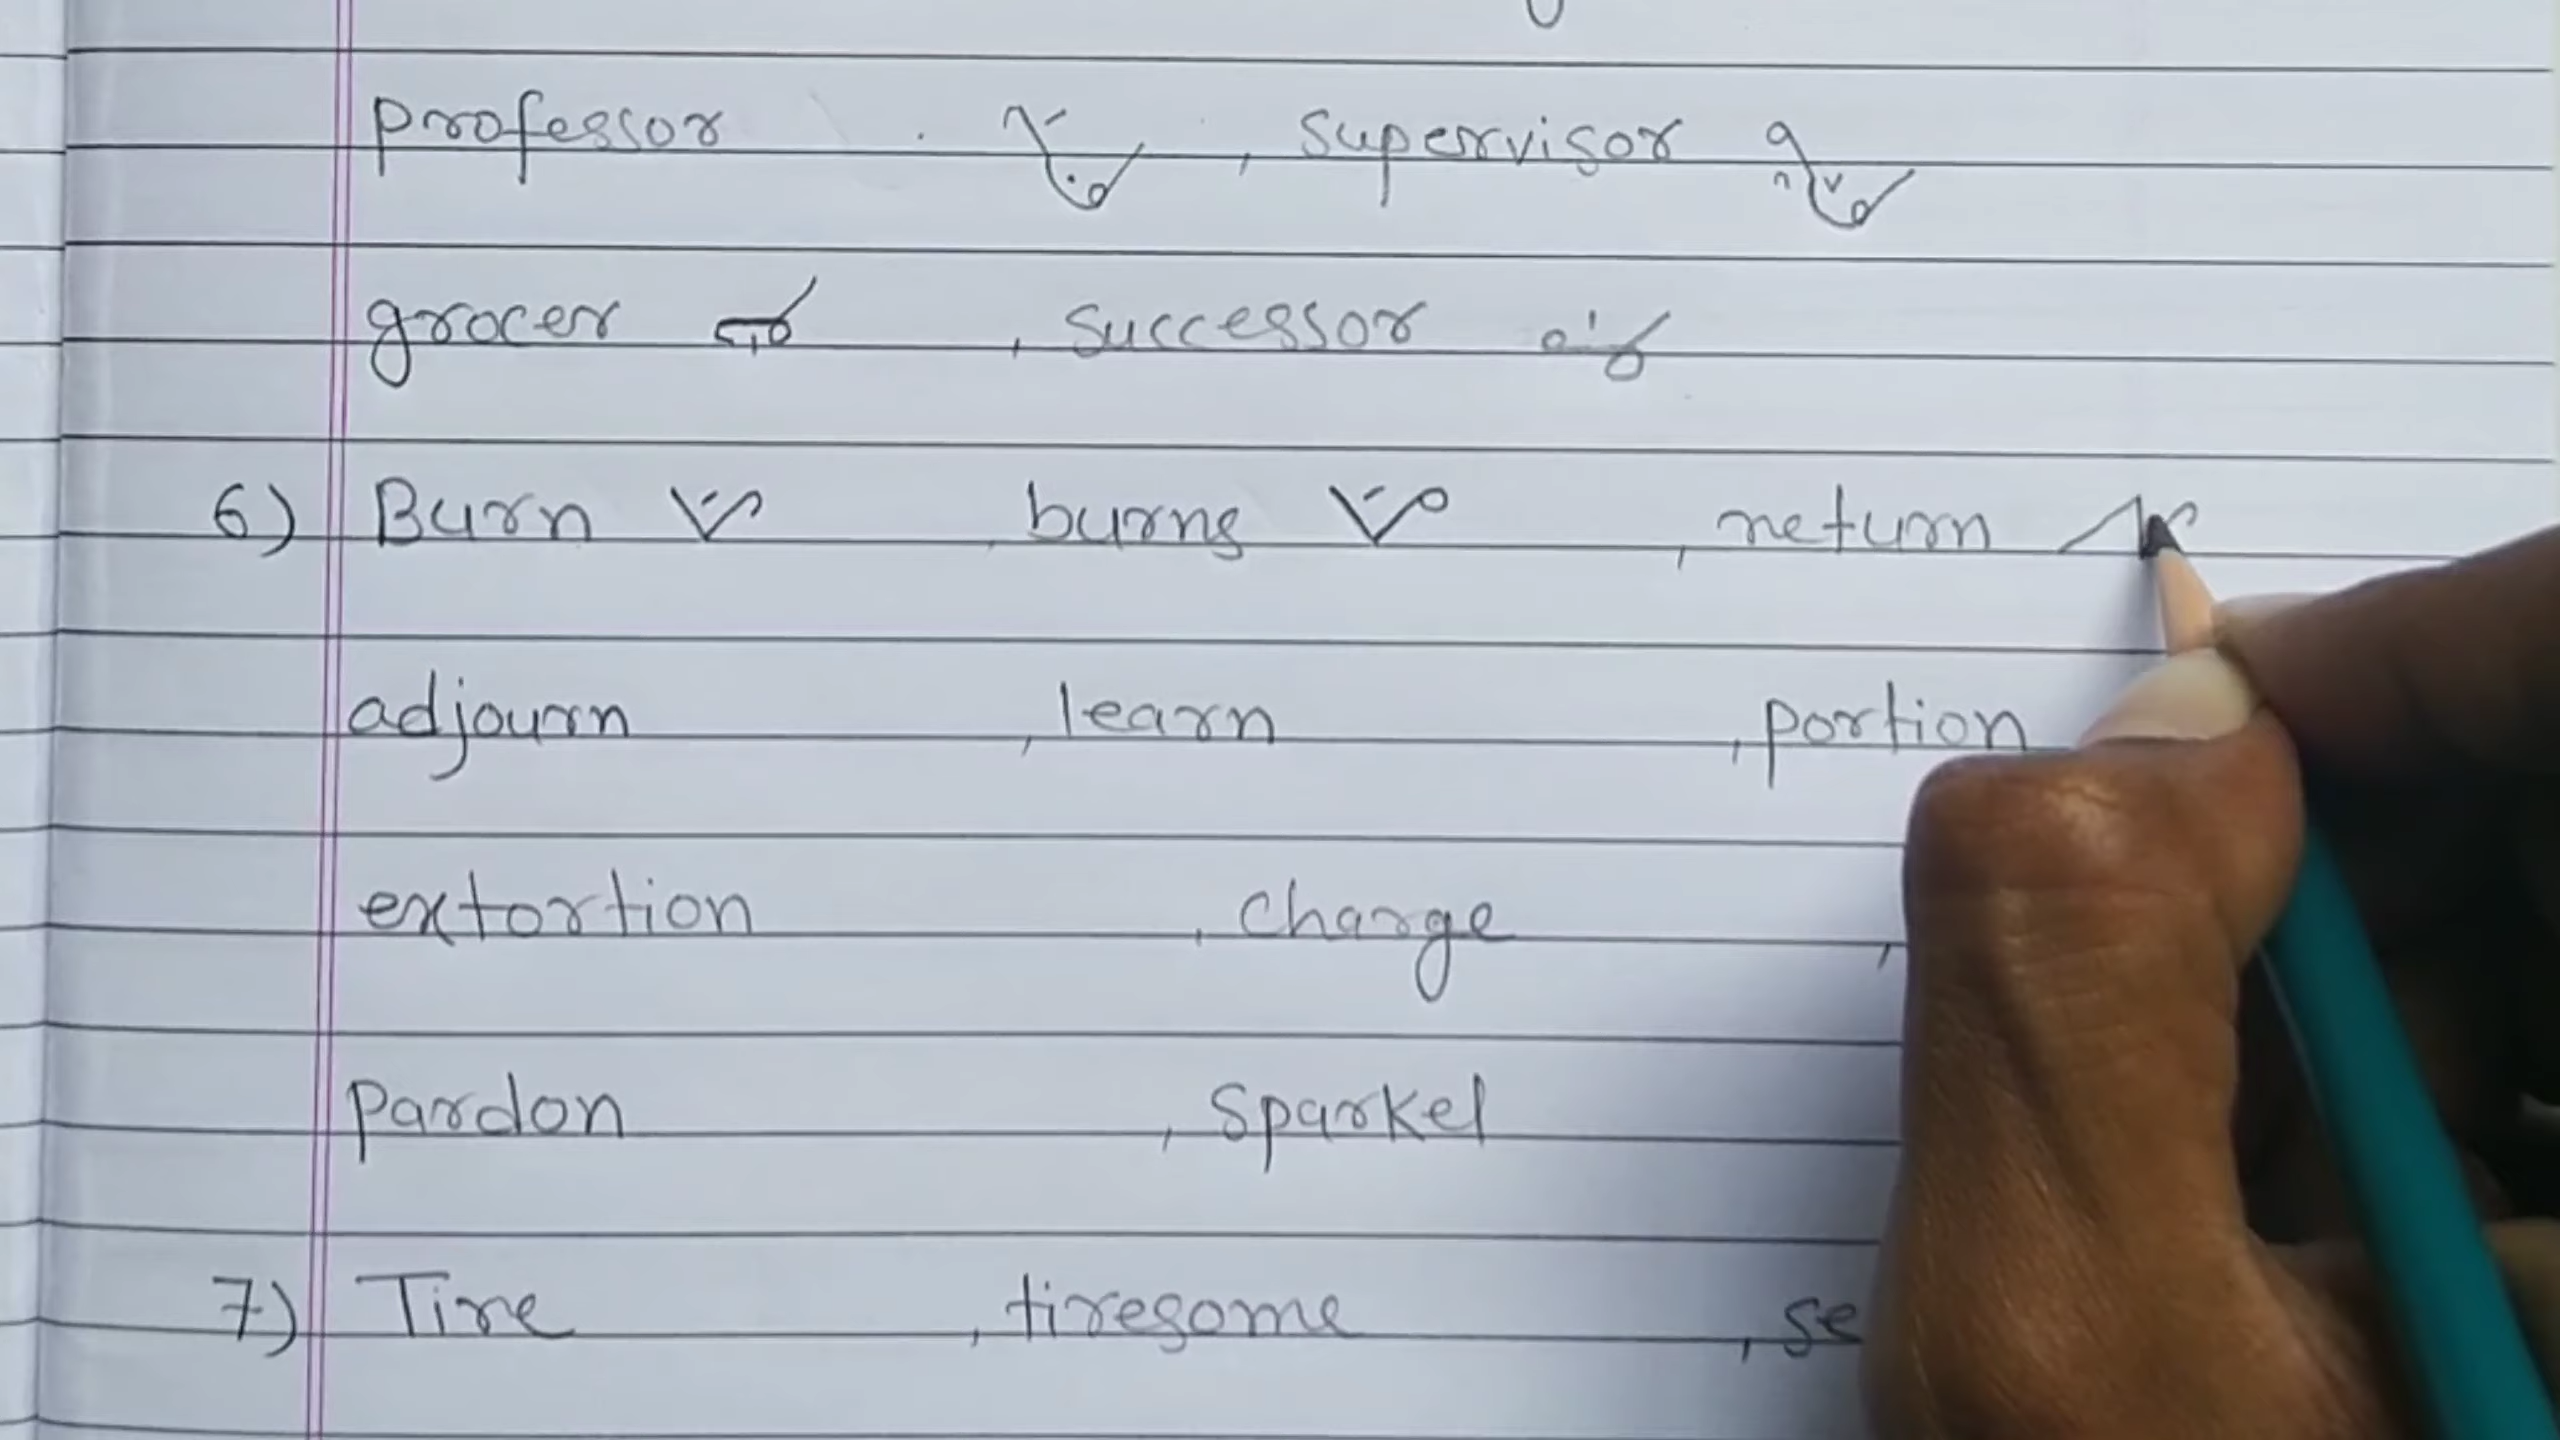 Professor , Supervisor
grocer , Successor
6) Burn , burns , return
adjourn , learn , portion
extortion , charge ,
Pardon , Sparkel
7) Tire , tiresome , se